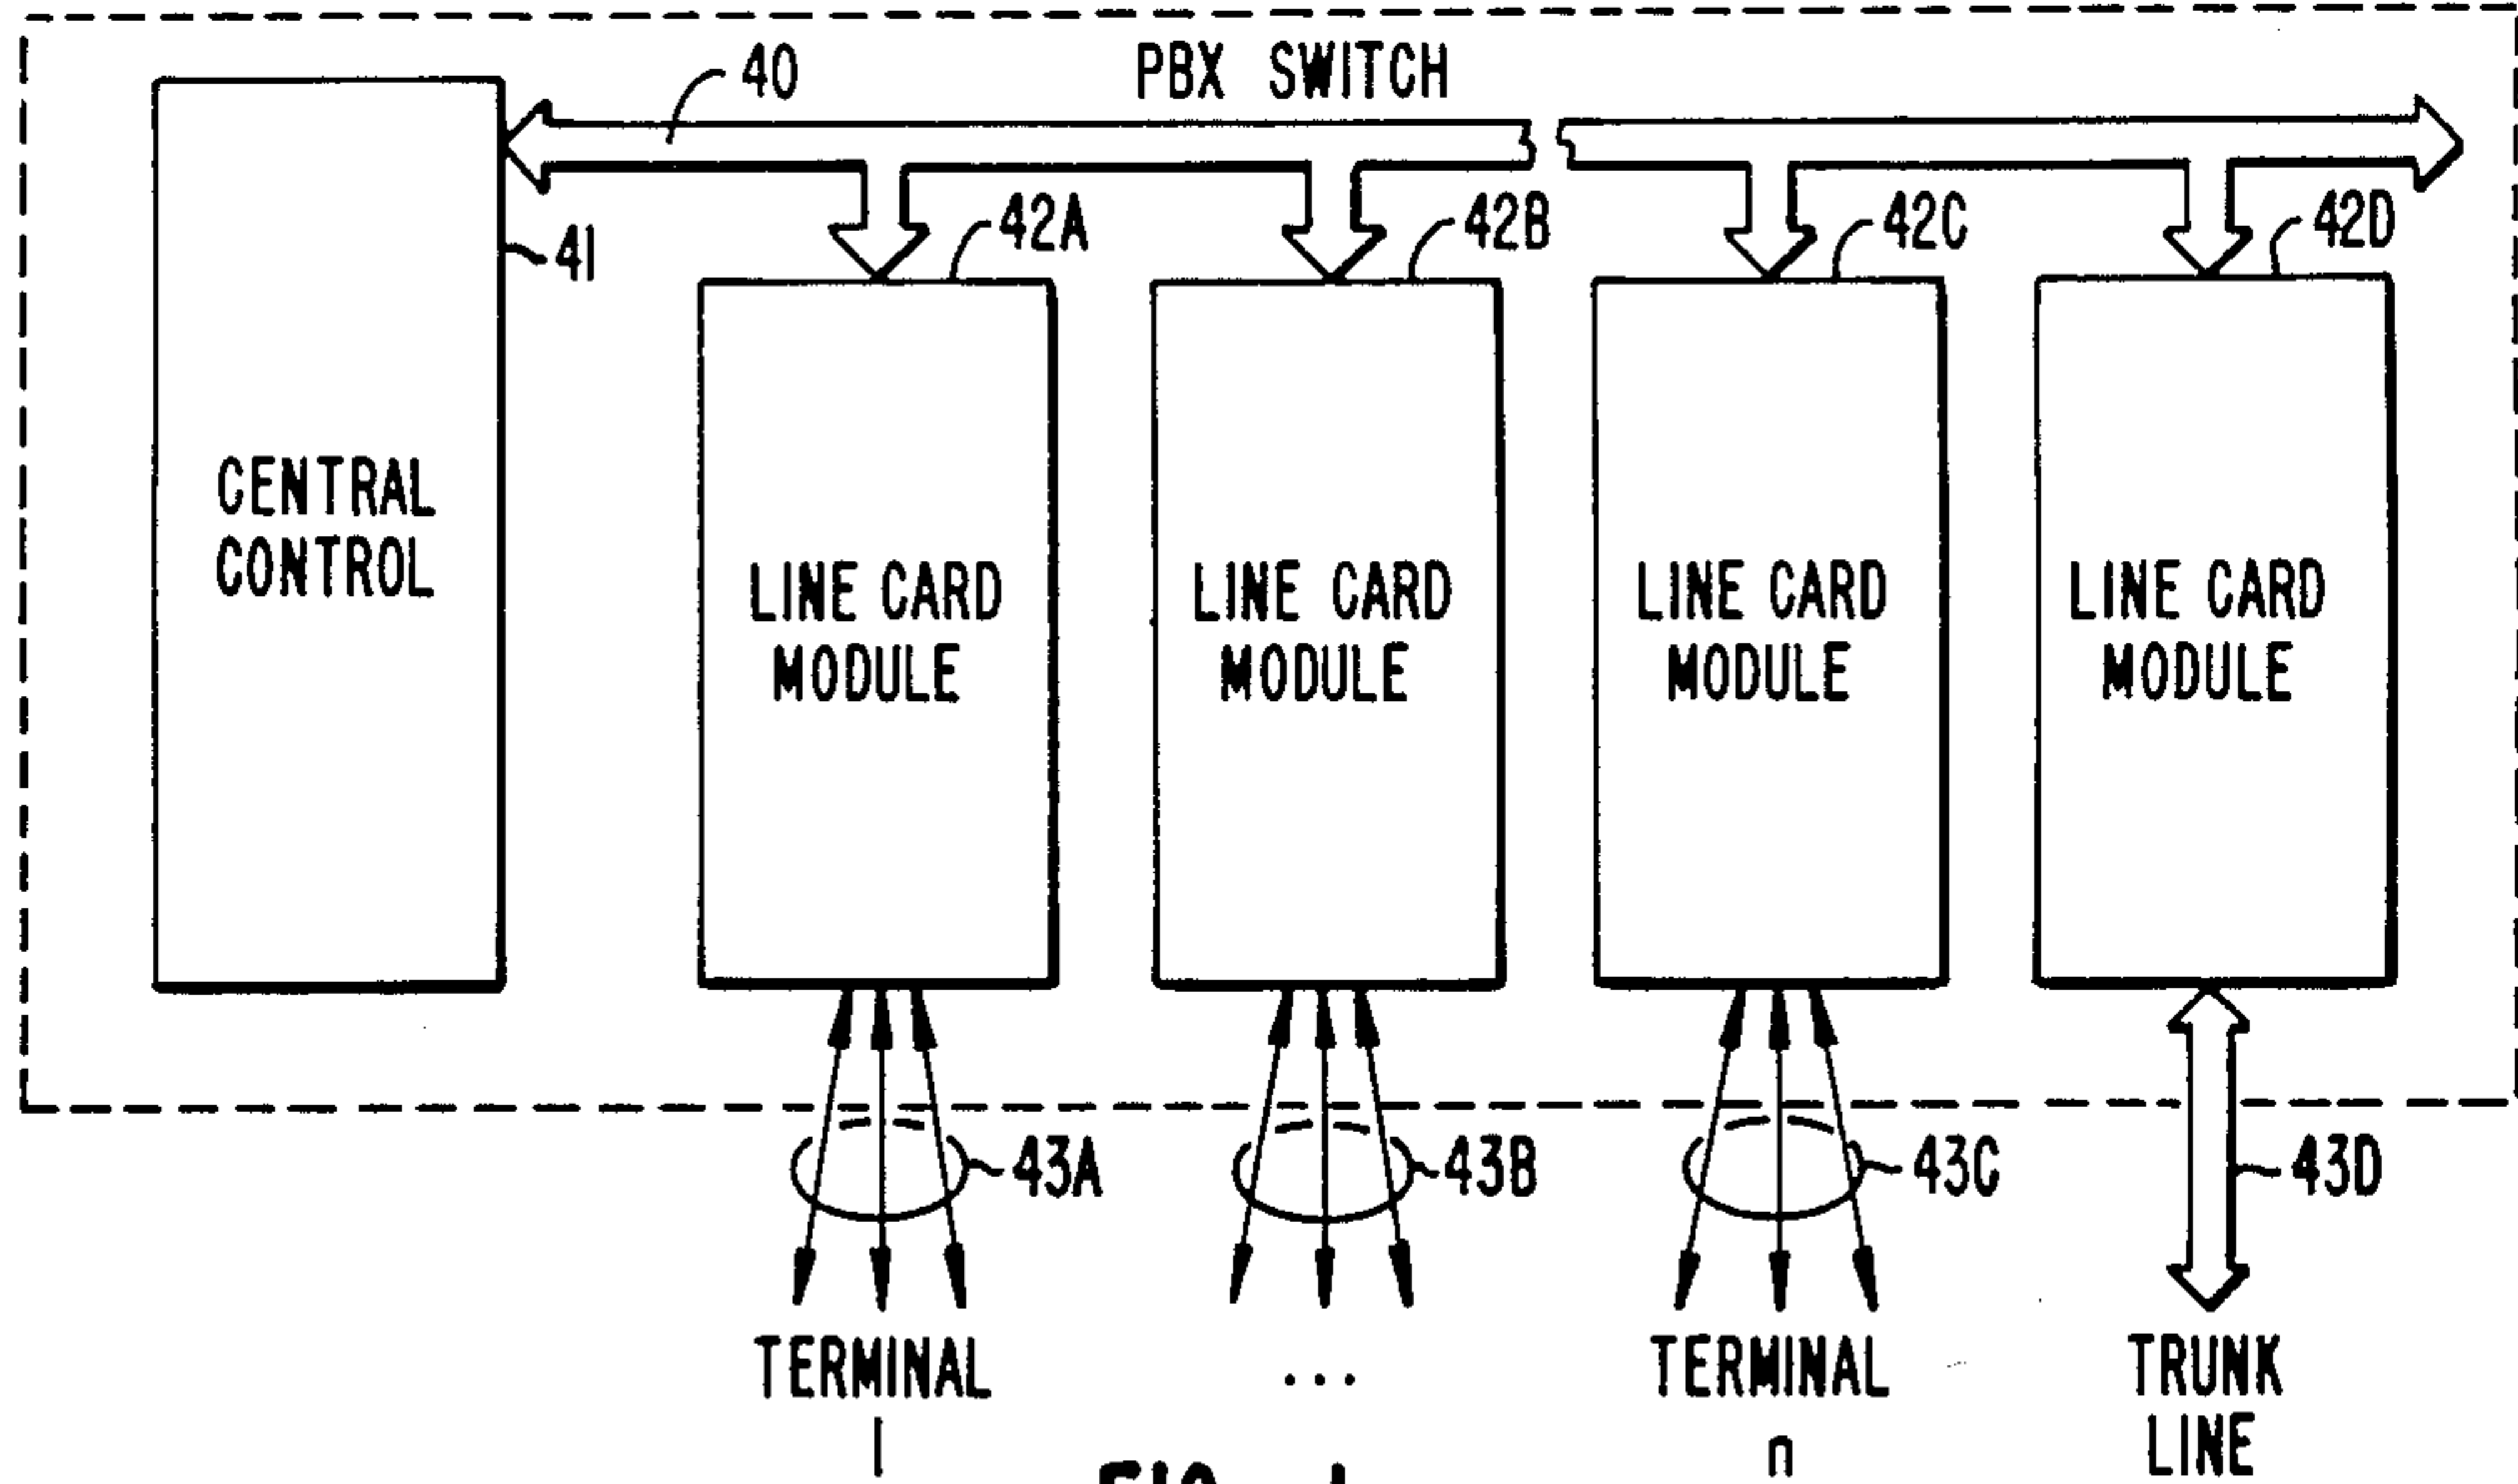 PBX SWITCH
40
41
42A
42B
42C
42D
CENTRAL
CONTROL
LINE CARD
MODULE
LINE CARD
MODULE
LINE CARD
MODULE
LINE CARD
MODULE
43A
43B
43C
43D
TERMINAL
1
...
TERMINAL
n
TRUNK
LINE